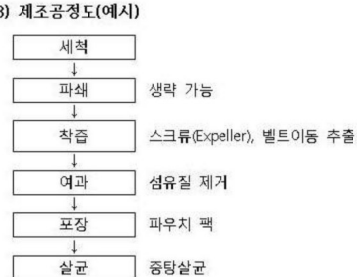 3) 제조공정도(예시)
세척
↓
파쇄 생략 가능
↓
착즙 스크류(Expeller), 벨트이동 추출
↓
여과 섬유질 제거
↓
포장 파우치 팩
↓
살균 중탕살균